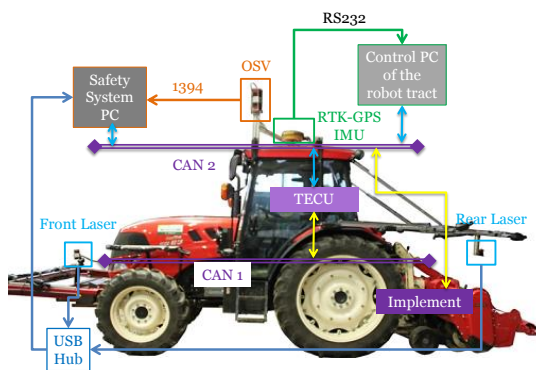 RS232
Safety
System
PC
1394
OSV
Control PC
of the
robot tract
RTK-GPS
IMU
CAN 2
TECU
Front Laser
Rear Laser
CAN 1
Implement
USB
Hub